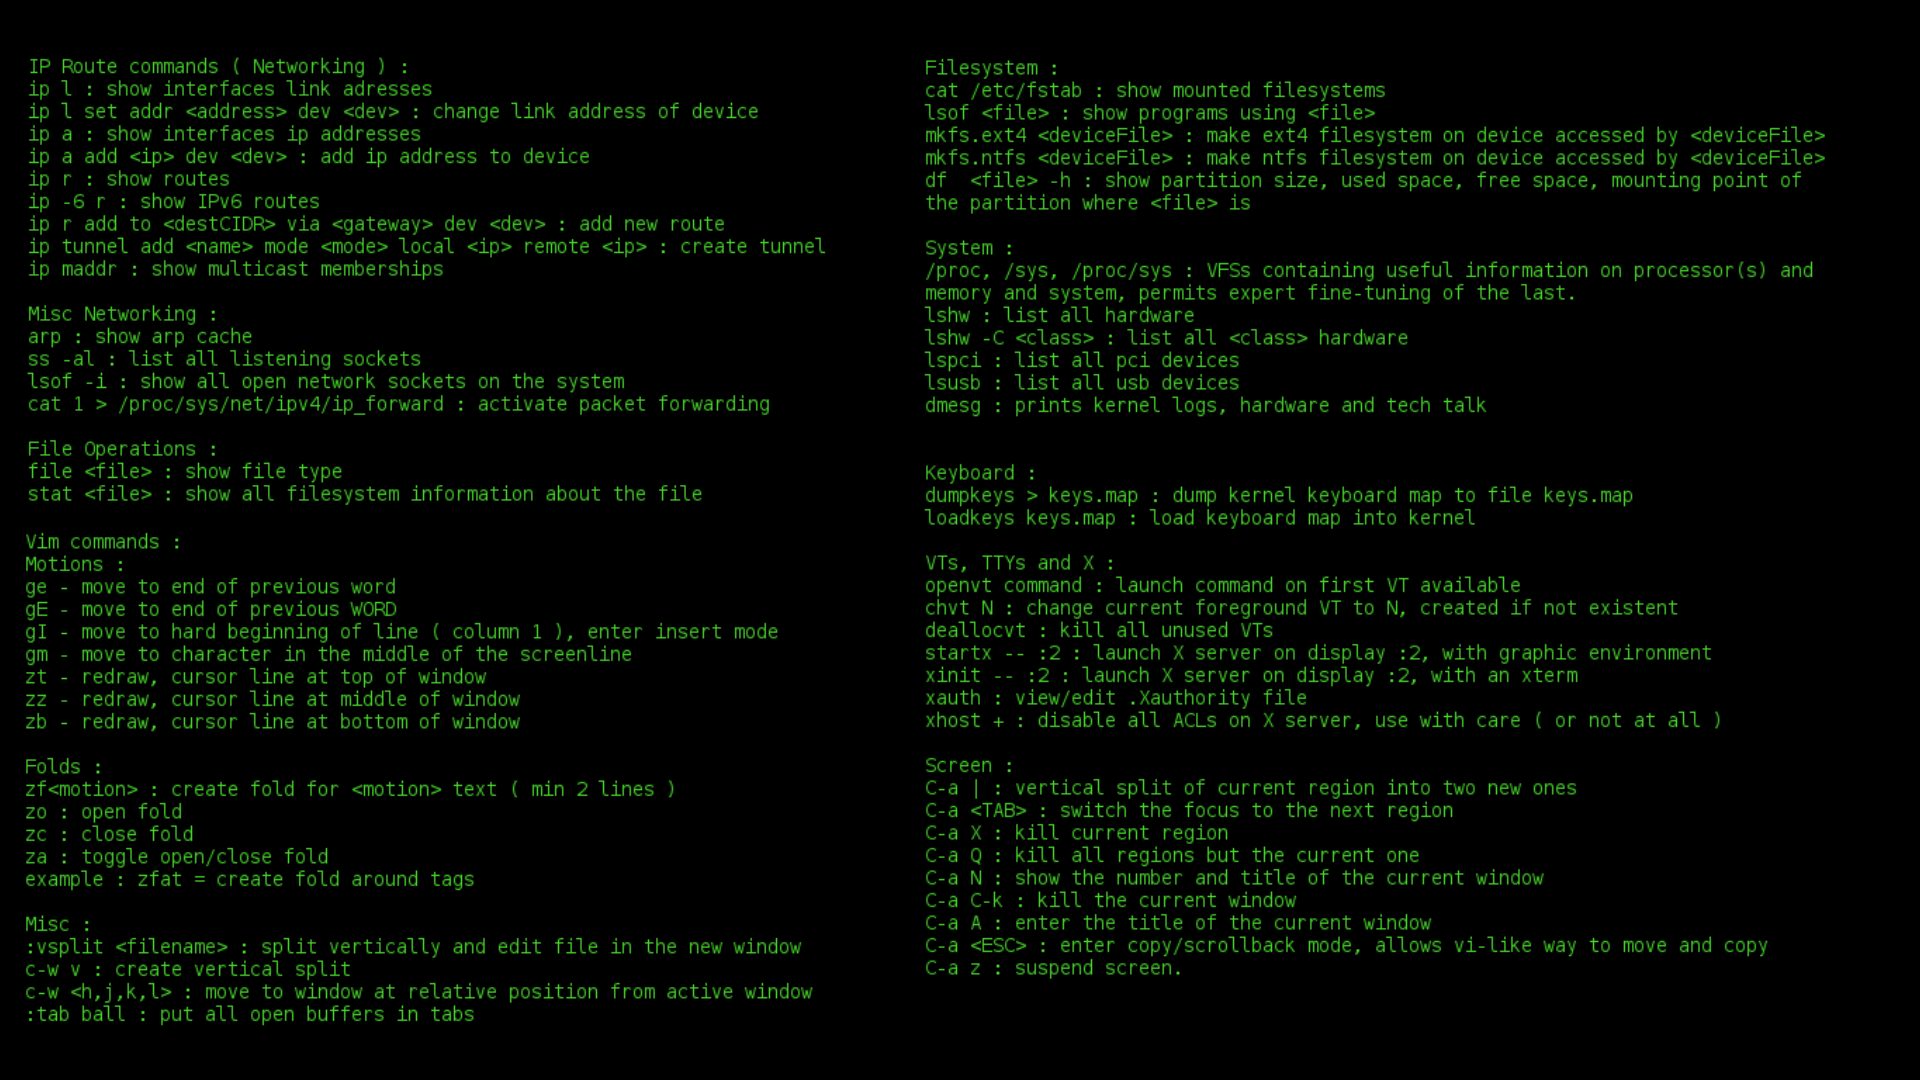 IP Route commands ( Networking ) :
ip l : show interfaces link adresses
ip l set addr <address> dev <dev> : change link address of device
ip a : show interfaces ip addresses
ip a add <ip> dev <dev> : add ip address to device
ip r : show routes
ip -6 r : show IPv6 routes
ip r add to <destCIDR> via <gateway> dev <dev> : add new route
ip tunnel add <name> mode <mode> local <ip> remote <ip> : create tunnel
ip maddr : show multicast memberships

Misc Networking :
arp : show arp cache
ss -al : list all listening sockets
lsof -i : show all open network sockets on the system
cat 1 > /proc/sys/net/ipv4/ip_forward : activate packet forwarding

File Operations :
file <file> : show file type
stat <file> : show all filesystem information about the file

Vim commands :
Motions :
ge - move to end of previous word
gE - move to end of previous WORD
gI - move to hard beginning of line ( column 1 ), enter insert mode
gm - move to character in the middle of the screenline
zt - redraw, cursor line at top of window
zz - redraw, cursor line at middle of window
zb - redraw, cursor line at bottom of window

Folds :
zf<motion> : create fold for <motion> text ( min 2 lines )
zo : open fold
zc : close fold
za : toggle open/close fold
example : zfat = create fold around tags

Misc :
:vsplit <filename> : split vertically and edit file in the new window
c-w v : create vertical split
c-w <h,j,k,l> : move to window at relative position from active window
:tab ball : put all open buffers in tabs

Filesystem :
cat /etc/fstab : show mounted filesystems
lsof <file> : show programs using <file>
mkfs.ext4 <deviceFile> : make ext4 filesystem on device accessed by <deviceFile>
mkfs.ntfs <deviceFile> : make ntfs filesystem on device accessed by <deviceFile>
df  <file> -h : show partition size, used space, free space, mounting point of
the partition where <file> is

System :
/proc, /sys, /proc/sys : VFSs containing useful information on processor(s) and
memory and system, permits expert fine-tuning of the last.
lshw : list all hardware
lshw -C <class> : list all <class> hardware
lspci : list all pci devices
lsusb : list all usb devices
dmesg : prints kernel logs, hardware and tech talk

Keyboard :
dumpkeys > keys.map : dump kernel keyboard map to file keys.map
loadkeys keys.map : load keyboard map into kernel

VTs, TTYs and X :
openvt command : launch command on first VT available
chvt N : change current foreground VT to N, created if not existent
deallocvt : kill all unused VTs
startx -- :2 : launch X server on display :2, with graphic environment
xinit -- :2 : launch X server on display :2, with an xterm
xauth : view/edit .Xauthority file
xhost + : disable all ACLs on X server, use with care ( or not at all )

Screen :
C-a | : vertical split of current region into two new ones
C-a <TAB> : switch the focus to the next region
C-a X : kill current region
C-a Q : kill all regions but the current one
C-a N : show the number and title of the current window
C-a C-k : kill the current window
C-a A : enter the title of the current window
C-a <ESC> : enter copy/scrollback mode, allows vi-like way to move and copy
C-a z : suspend screen.